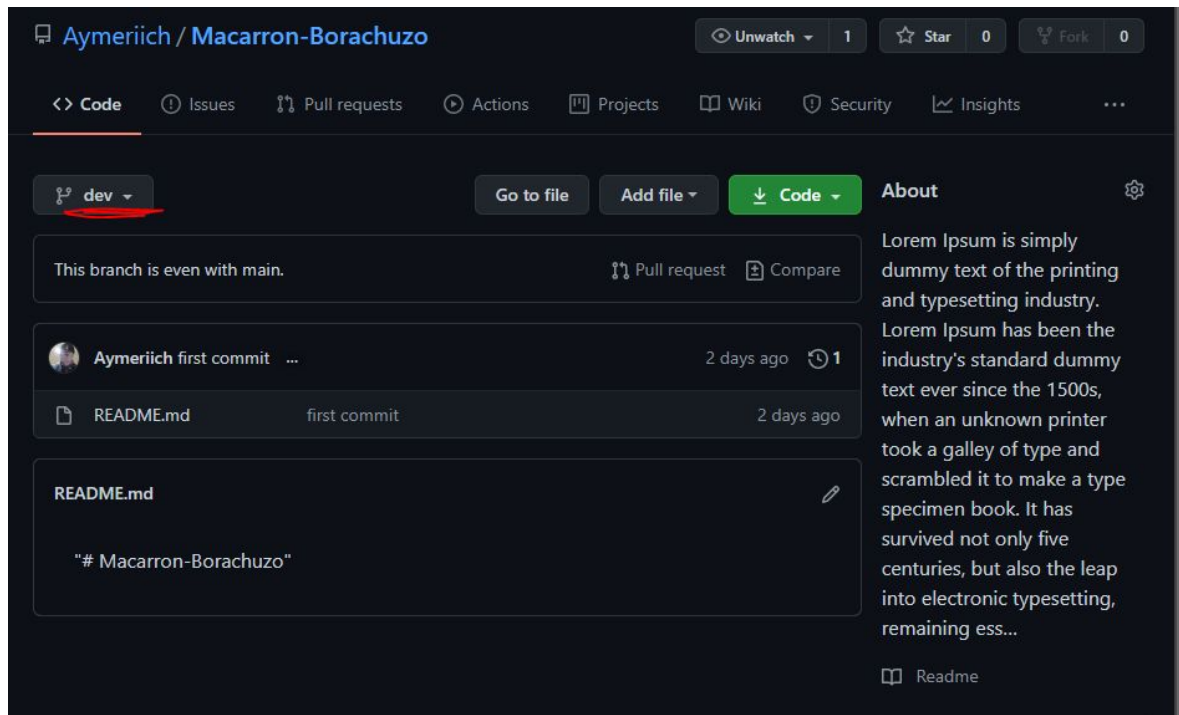 Aymeriich / Macarron-Borachuzo
Unwatch 1
Star 0
Fork 0
Code
Issues
Pull requests
Actions
Projects
Wiki
Security
Insights
...
dev
Go to file
Add file
Code
This branch is even with main.
Pull request
Compare
Aymeriich first commit ...
2 days ago
1
README.md
first commit
2 days ago
README.md
"# Macarron-Borachuzo"
About
Lorem Ipsum is simply
dummy text of the printing
and typesetting industry.
Lorem Ipsum has been the
industry's standard dummy
text ever since the 1500s,
when an unknown printer
took a galley of type and
scrambled it to make a type
specimen book. It has
survived not only five
centuries, but also the leap
into electronic typesetting,
remaining ess...
Readme